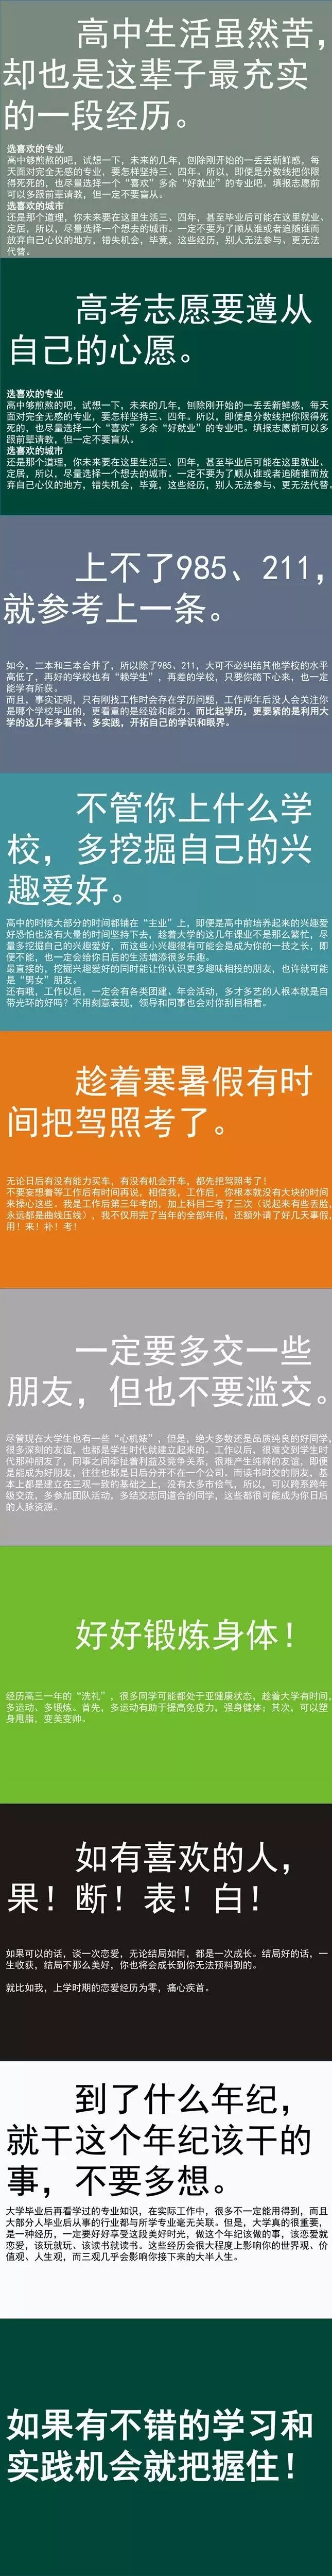 高中生活虽然苦，
却也是这辈子最充实
的一段经历。
选喜欢的专业
高中够煎熬的吧，试想一下，未来的几年，刨除刚开始的一丢丢新鲜感，每
天面对完全无感的专业，要怎样坚持三、四年。所以，即便是分数线把你限
得死死的，也尽量选择一个“喜欢”多余“好就业”的专业吧。填报志愿前
可以多跟前辈请教，但一定不要盲从。
选喜欢的城市
还是那个道理，你未来要在这里生活三、四年，甚至毕业后可能在这里就业、
定居，所以，尽量选择一个想去的城市。一定不要为了顺从谁或者追随谁而
放弃自己心仪的地方，错失机会，毕竟，这些经历，别人无法参与、更无法
代替。
高考志愿要遵从
自己的心愿。
选喜欢的专业
高中够煎熬的吧，试想一下，未来的几年，刨除刚开始的一丢丢新鲜感，每天
面对完全无感的专业，要怎样坚持三、四年。所以，即便是分数线把你限得死
死的，也尽量选择一个“喜欢”多余“好就业”的专业吧。填报志愿前可以多
跟前辈请教，但一定不要盲从。
选喜欢的城市
还是那个道理，你未来要在这里生活三、四年，甚至毕业后可能在这里就业、
定居，所以，尽量选择一个想去的城市。一定不要为了顺从谁或者追随谁而放
弃自己心仪的地方，错失机会，毕竟，这些经历，别人无法参与、更无法代替。
上不了985、211，
就参考上一条。
如今，二本和三本合并了，所以除了985、211，大可不必纠结其他学校的水平
高低了，再好的学校也有“赖学生”，再差的学校，只要你踏下心来，也一定
能学有所获。
而且，事实证明，只有刚找工作时会存在学历问题，工作两年后没人会关注你
是哪个学校毕业的，更看重的是经验和能力。而比起学历，更要紧的是利用大
学的这几年多看书、多实践，开拓自己的学识和眼界。
不管你上什么学
校，多挖掘自己的兴
趣爱好。
高中的时候大部分的时间都铺在“主业”上，即便是高中前培养起来的兴趣爱
好恐怕也没有大量的时间坚持下去，趁着大学的这几年课业不是那么繁忙，尽
量多挖掘自己的兴趣爱好，而这些小兴趣很有可能会是成为你的一技之长，即
便不能，也一定会给你日后的生活增添很多乐趣。
最直接的，挖掘兴趣爱好的同时能让你认识更多趣味相投的朋友，也许就可能
是“男女”朋友。
还有哦，工作以后，一定会有各类团建、年会活动，多才多艺的人根本就是自
带光环的好吗？不用刻意表现，领导和同事也会对你刮目相看。
趁着寒暑假有时
间把驾照考了。
无论日后有没有能力买车，有没有机会开车，都先把驾照考了！
不要妄想着等工作后有时间再说，相信我，工作后，你根本就没有大块的时间
来操心这些。我是工作后第三年考的，加上科目二考了三次（说起来有些丢脸，
永远都是曲线压线），我不仅用完了当年的全部年假，还额外请了好几天事假，
用！来！补！考！
一定要多交一些
朋友，但也不要滥交。
尽管现在大学生也有一些“心机婊”，但是，绝大多数还是品质纯良的好同学，
很多深刻的友谊，也都是学生时代就建立起来的。工作以后，很难交到学生时
代那种朋友了，同事之间牵扯着利益及竞争关系，很难产生纯粹的友谊，即便
是能成为好朋友，往往也都是日后分开不在一个公司。而读书时交的朋友，基
本上都是建立在三观一致的基础之上，没有太多市侩气，所以，可以跨系跨年
级交流，多参加团队活动，多结交志同道合的同学，这些都很可能成为你日后
的人脉资源。
好好锻炼身体！
经历高三一年的“洗礼”，很多同学可能都处于亚健康状态，趁着大学有时间，
多运动、多锻炼。首先，多运动有助于提高免疫力，强身健体；其次，可以塑
身甩脂，变美变帅。
如有喜欢的人，
果！断！表！白！
如果可以的话，谈一次恋爱，无论结局如何，都是一次成长。结局好的话，一
生收获，结局不那么美好，你也将会成长到你无法预料到的。
就比如我，上学时期的恋爱经历为零，痛心疾首。
到了什么年纪，
就干这个年纪该干的
事，不要多想。
大学毕业后再看学过的专业知识，在实际工作中，很多不一定能用得到，而且
大部分人毕业后从事的行业都与所学专业毫无关联。但是，大学真的很重要，
是一种经历，一定要好好享受这段美好时光，做这个年纪该做的事，该恋爱就
恋爱，该玩就玩、该读书就读书。这些经历会很大程度上影响你的世界观、价
值观、人生观，而三观几乎会影响你接下来的大半人生。
如果有不错的学习和
实践机会就把握住！